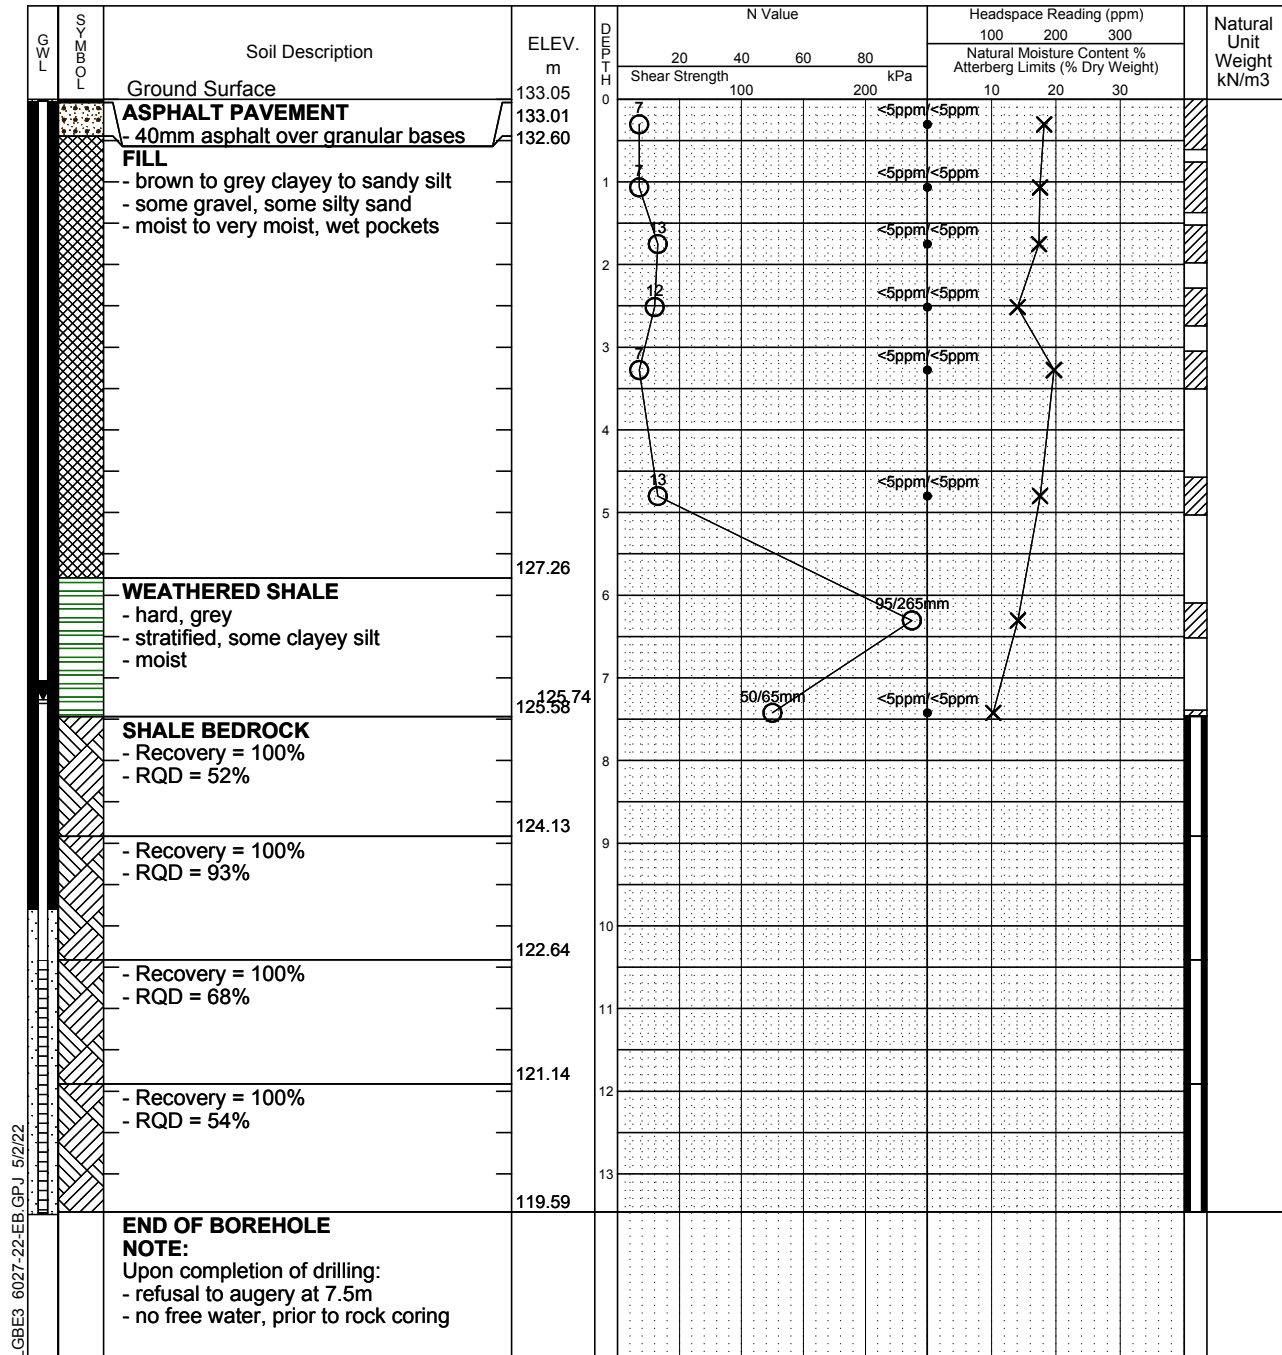 GWL
SYMBOL
Soil Description
Ground Surface
ELEV.
m
133.05
DEPTH
N Value
20 40 60 80
Shear Strength kPa
100 200
Headspace Reading (ppm)
100 200 300
Natural Moisture Content %
Atterberg Limits (% Dry Weight)
10 20 30
Natural
Unit
Weight
kN/m3
0
ASPHALT PAVEMENT 133.01
- 40mm asphalt over granular bases 132.60
FILL
- brown to grey clayey to sandy silt
- some gravel, some silty sand
- moist to very moist, wet pockets
127.26
WEATHERED SHALE
- hard, grey
- stratified, some clayey silt
- moist
125.74
125.58
SHALE BEDROCK
- Recovery = 100%
- RQD = 52%
124.13
- Recovery = 100%
- RQD = 93%
122.64
- Recovery = 100%
- RQD = 68%
121.14
- Recovery = 100%
- RQD = 54%
119.59
END OF BOREHOLE
NOTE:
Upon completion of drilling:
- refusal to augery at 7.5m
- no free water, prior to rock coring
7 <5ppm/<5ppm
1
7 <5ppm/<5ppm
13 <5ppm/<5ppm
2
12 <5ppm/<5ppm
3
7 <5ppm/<5ppm
4
13 <5ppm/<5ppm
5
6
95/265mm
7
50/65mm <5ppm/<5ppm
8
9
10
11
12
13
LGBE3 6027-22-EB.GPJ 5/2/22